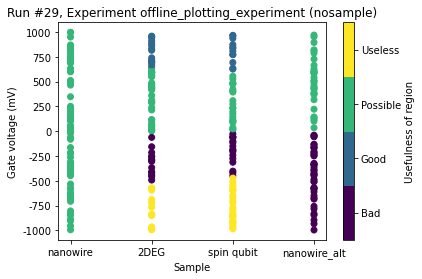 Run #29, Experiment offline_plotting_experiment (nosample)
1000
750
500
250
0
-250
-500
-750
-1000
Gate voltage (mV)
nanowire
2DEG
spin qubit
nanowire_alt
Sample
Useless
Possible
Good
Bad
Usefulness of region